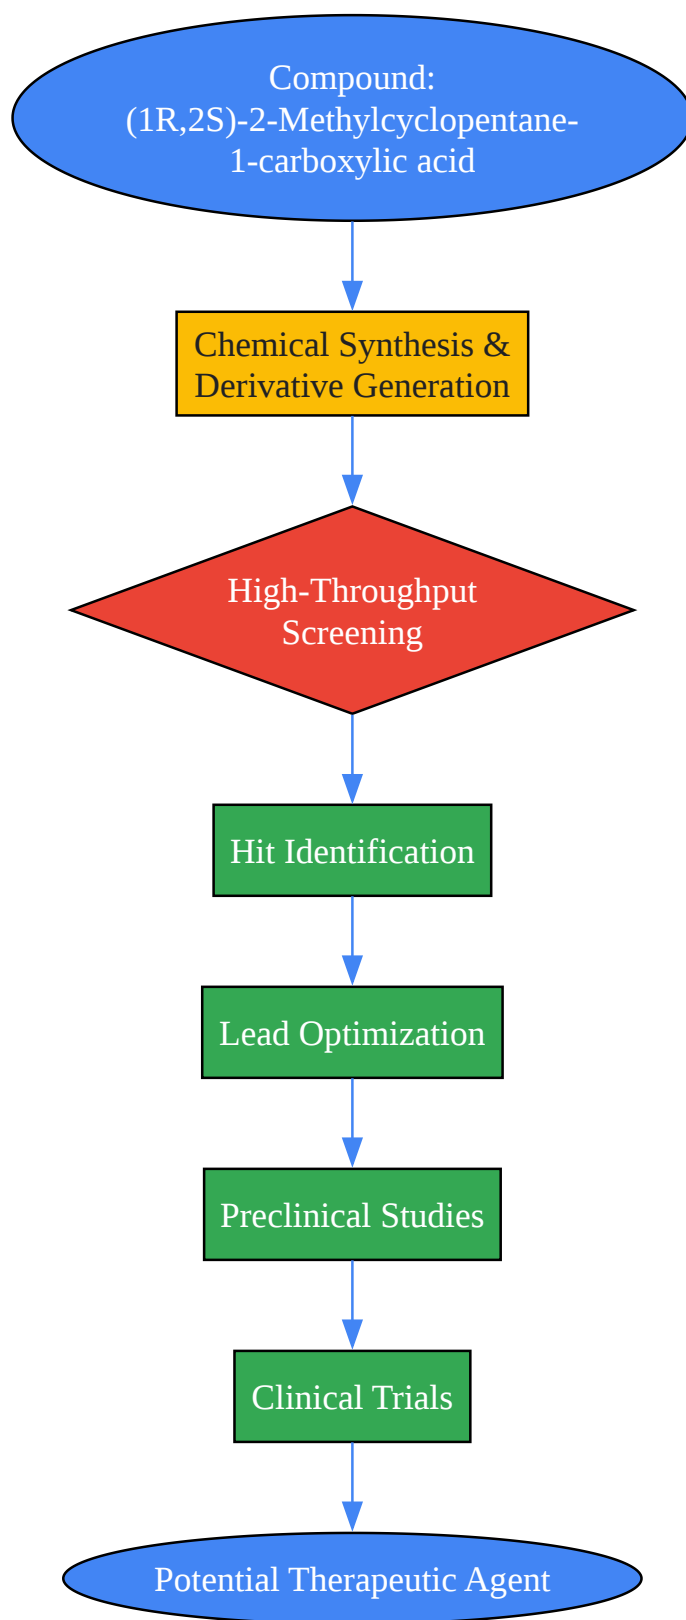 Compound:
(1R,2S)-2-Methylcyclopentane-
1-carboxylic acid
Chemical Synthesis &
Derivative Generation
High-Throughput
Screening
Hit Identification
Lead Optimization
Preclinical Studies
Clinical Trials
Potential Therapeutic Agent